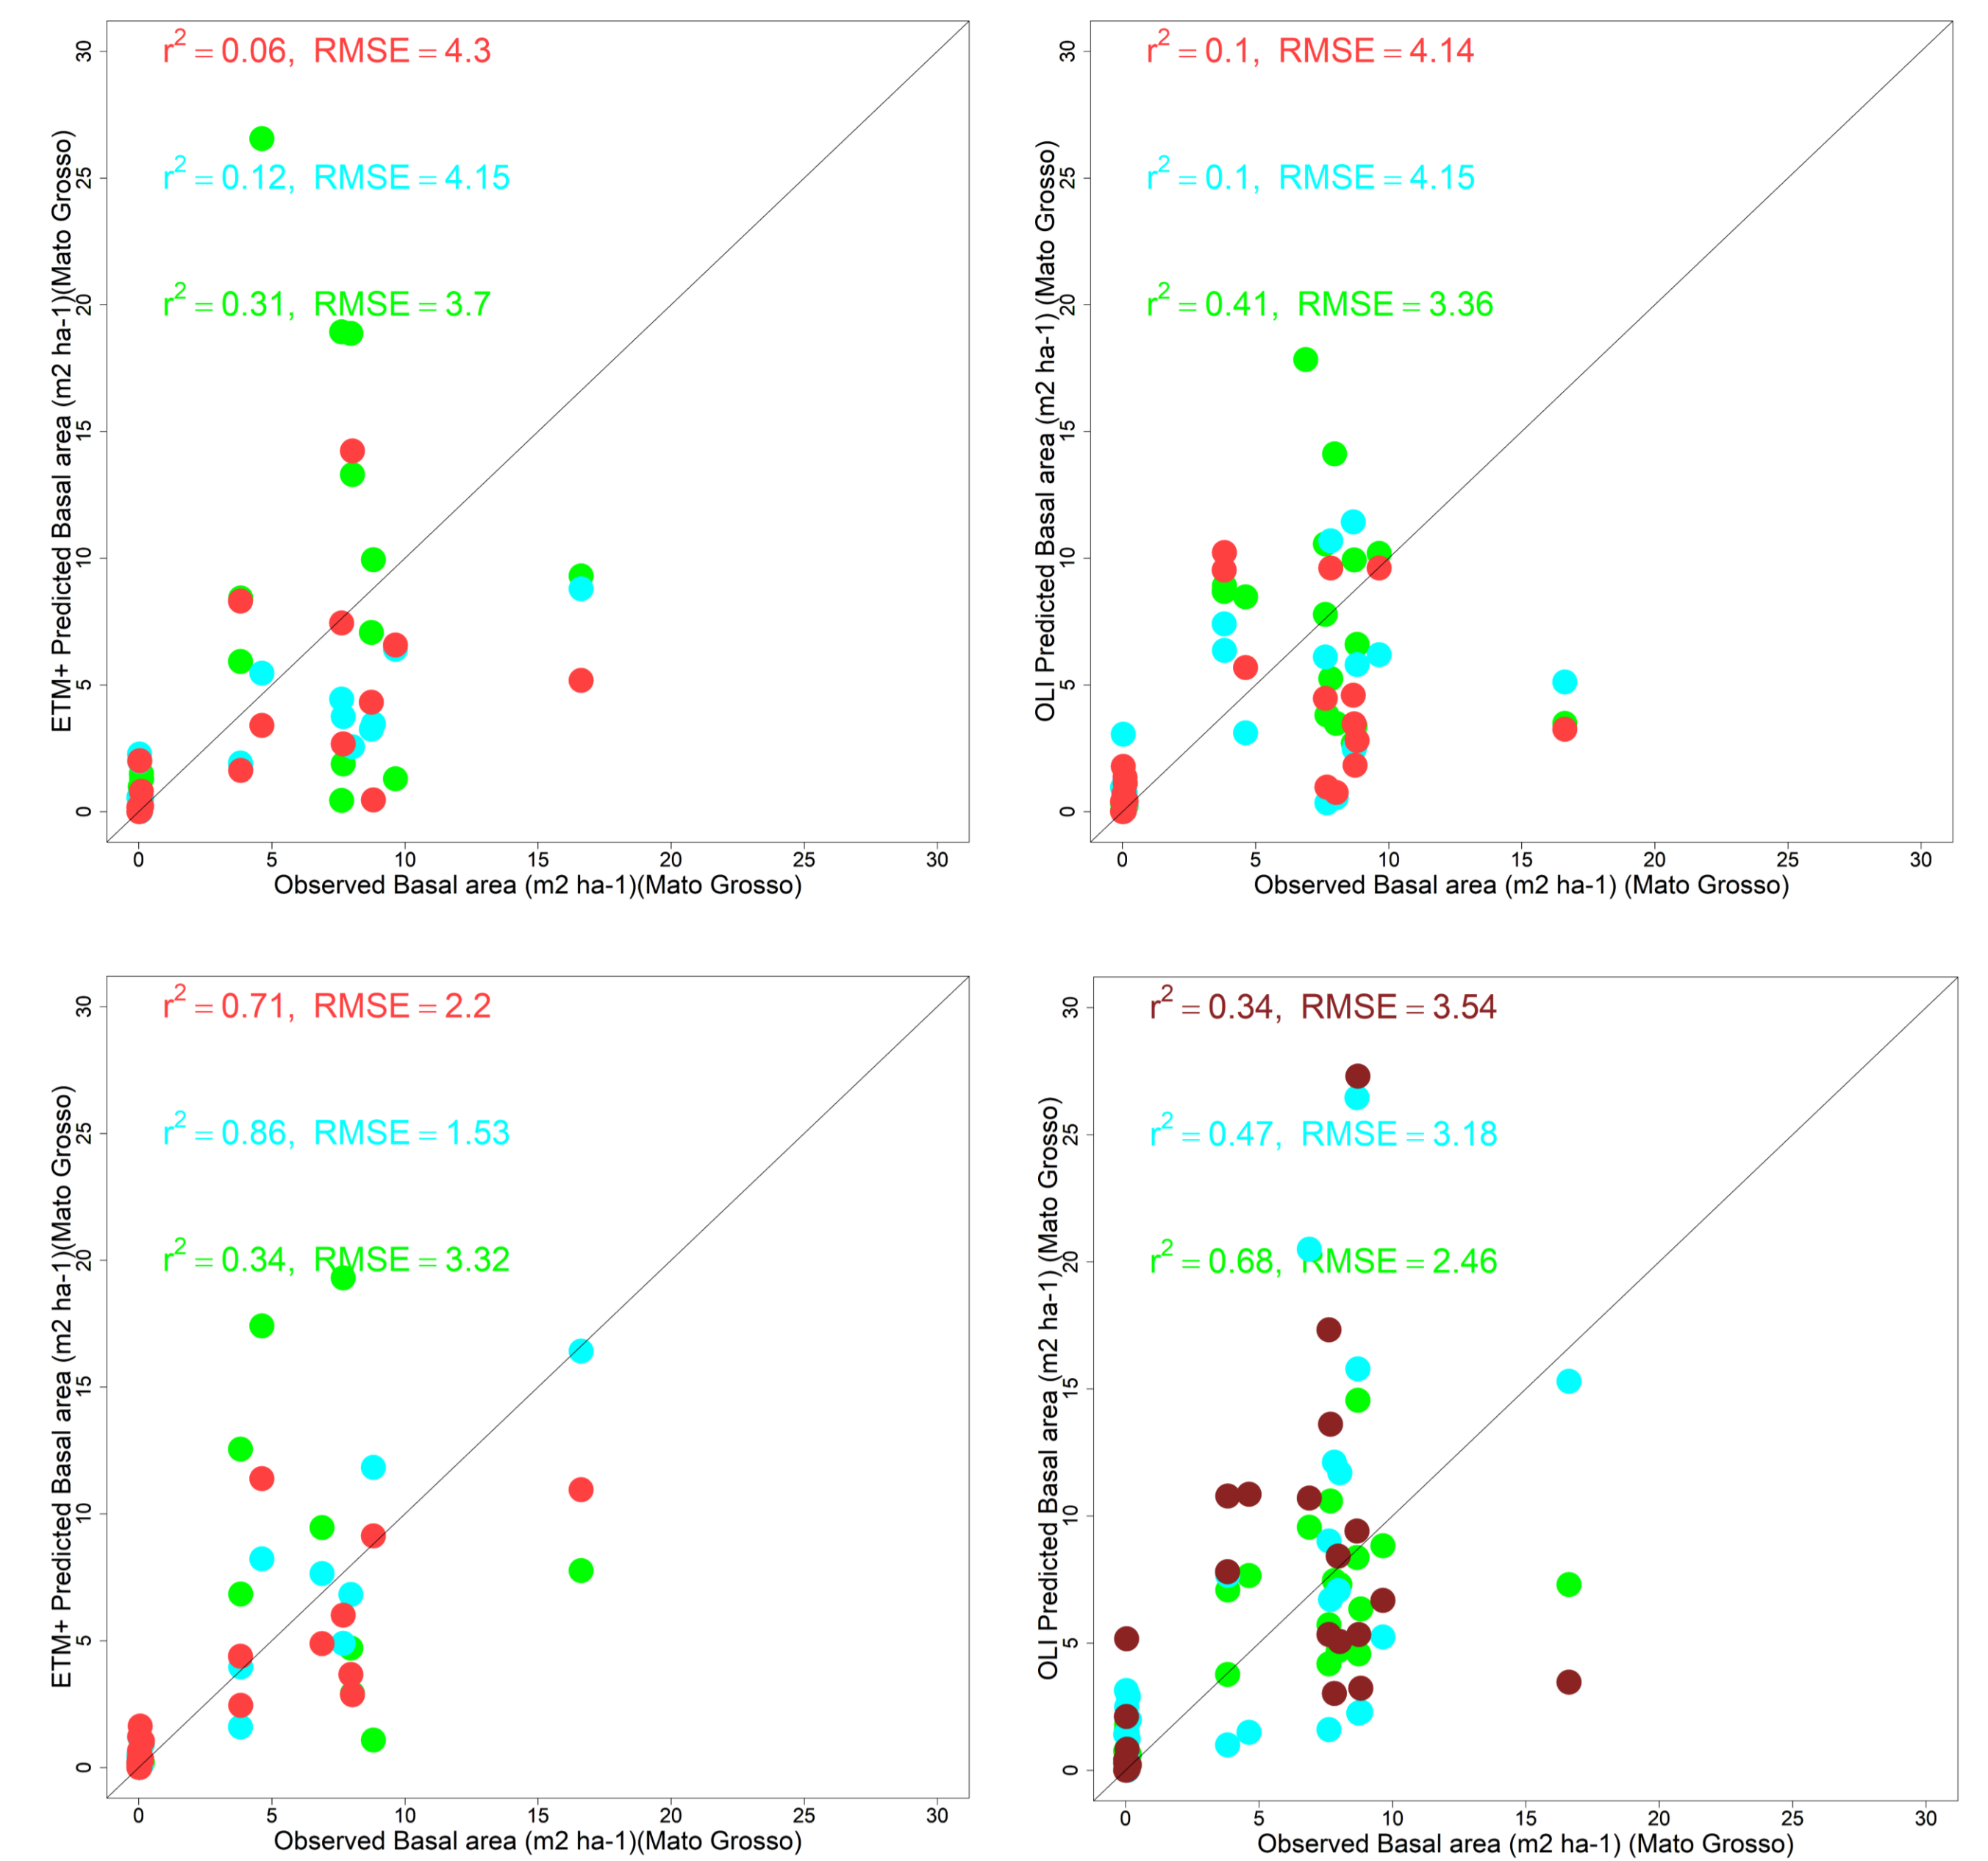 r2 = 0.06, RMSE = 4.3
r2 = 0.12, RMSE = 4.15
r2 = 0.31, RMSE = 3.7
ETM+ Predicted Basal area (m2 ha-1)(Mato Grosso)
0 5 10 15 20 25 30
0 5 10 15 20 25 30
Observed Basal area (m2 ha-1)(Mato Grosso)
r2 = 0.1, RMSE = 4.14
r2 = 0.1, RMSE = 4.15
r2 = 0.41, RMSE = 3.36
OLI Predicted Basal area (m2 ha-1) (Mato Grosso)
0 5 10 15 20 25 30
0 5 10 15 20 25 30
Observed Basal area (m2 ha-1) (Mato Grosso)
r2 = 0.71, RMSE = 2.2
r2 = 0.86, RMSE = 1.53
r2 = 0.34, RMSE = 3.32
ETM+ Predicted Basal area (m2 ha-1)(Mato Grosso)
0 5 10 15 20 25 30
0 5 10 15 20 25 30
Observed Basal area (m2 ha-1)(Mato Grosso)
r2 = 0.34, RMSE = 3.54
r2 = 0.47, RMSE = 3.18
r2 = 0.68, RMSE = 2.46
OLI Predicted Basal area (m2 ha-1) (Mato Grosso)
0 5 10 15 20 25 30
0 5 10 15 20 25 30
Observed Basal area (m2 ha-1) (Mato Grosso)